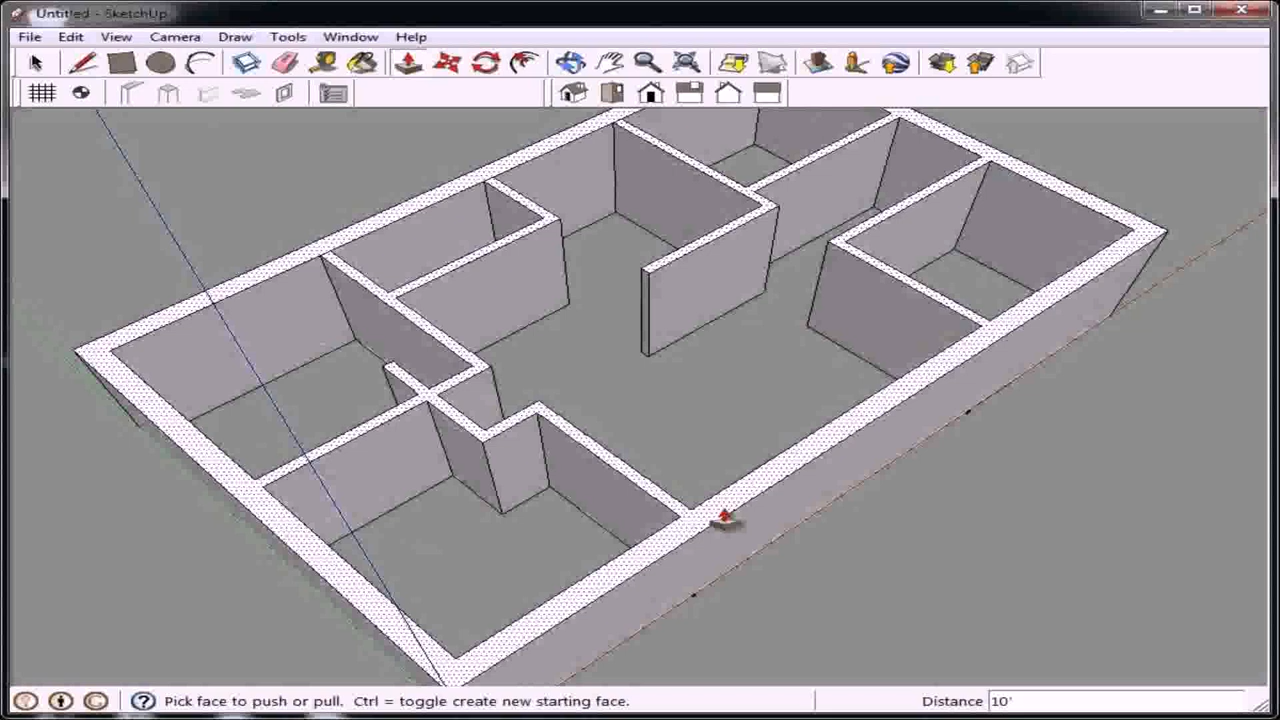 Untitled - SketchUp
File Edit View Camera Draw Tools Window Help
Pick face to push or pull. Ctrl = toggle create new starting face. Distance 10'